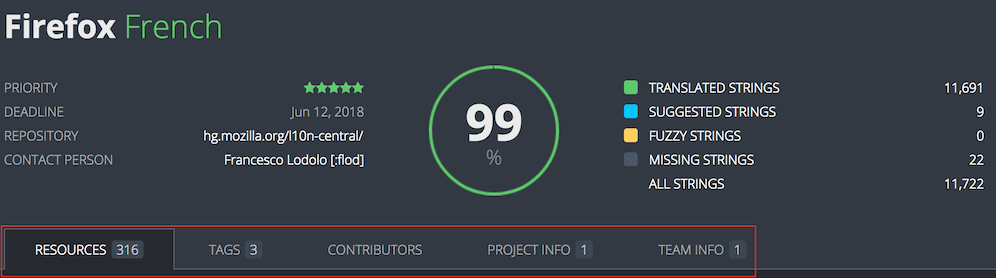 Firefox French
PRIORITY
DEADLINE Jun 12, 2018
REPOSITORY hg.mozilla.org/l10n-central/
CONTACT PERSON Francesco Lodolo [:flod]
99
%
TRANSLATED STRINGS 11,691
SUGGESTED STRINGS 9
FUZZY STRINGS 0
MISSING STRINGS 22
ALL STRINGS 11,722
RESOURCES 316 TAGS 3 CONTRIBUTORS PROJECT INFO 1 TEAM INFO 1